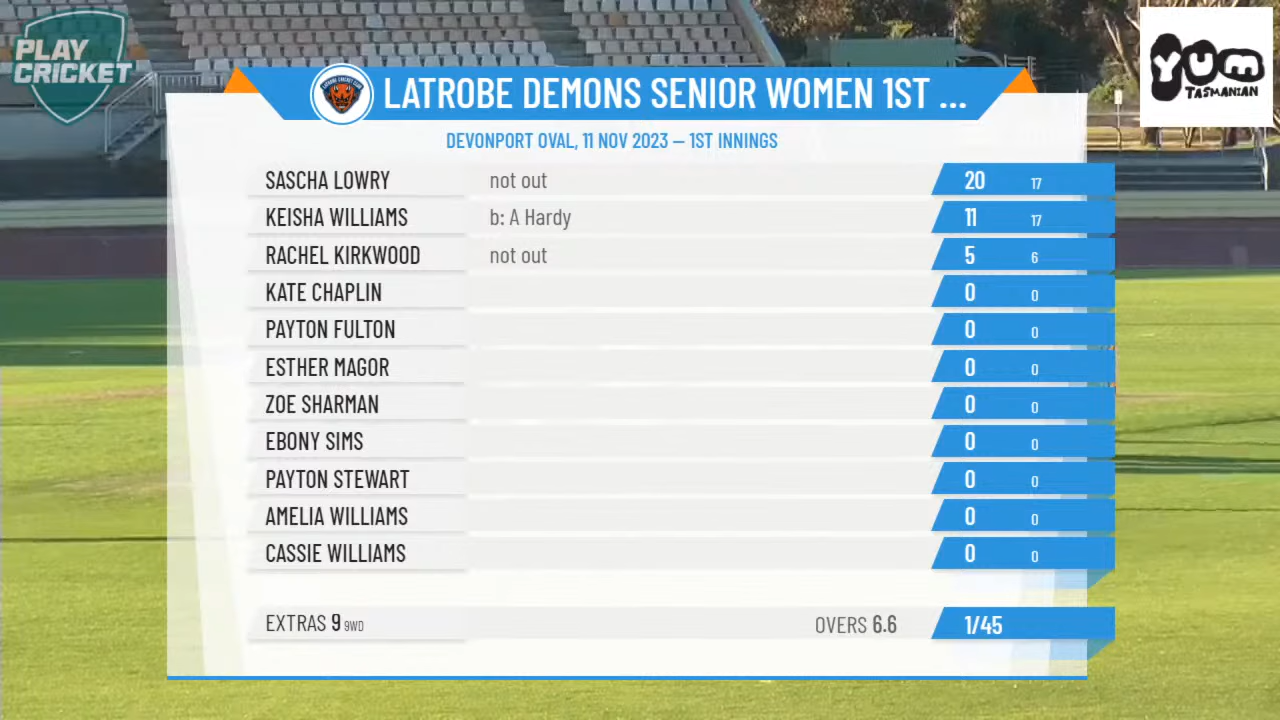 PLAY
CRICKET
LATROBE DEMONS SENIOR WOMEN 1ST ...
YUM
TASMANIAN
DEVONPORT OVAL, 11 NOV 2023 – 1ST INNINGS
SASCHA LOWRY not out 20 17
KEISHA WILLIAMS b: A Hardy 11 17
RACHEL KIRKWOOD not out 5 6
KATE CHAPLIN 0 0
PAYTON FULTON 0 0
ESTHER MAGOR 0 0
ZOE SHARMAN 0 0
EBONY SIMS 0 0
PAYTON STEWART 0 0
AMELIA WILLIAMS 0 0
CASSIE WILLIAMS 0 0
EXTRAS 9 9WD OVERS 6.6 1/45